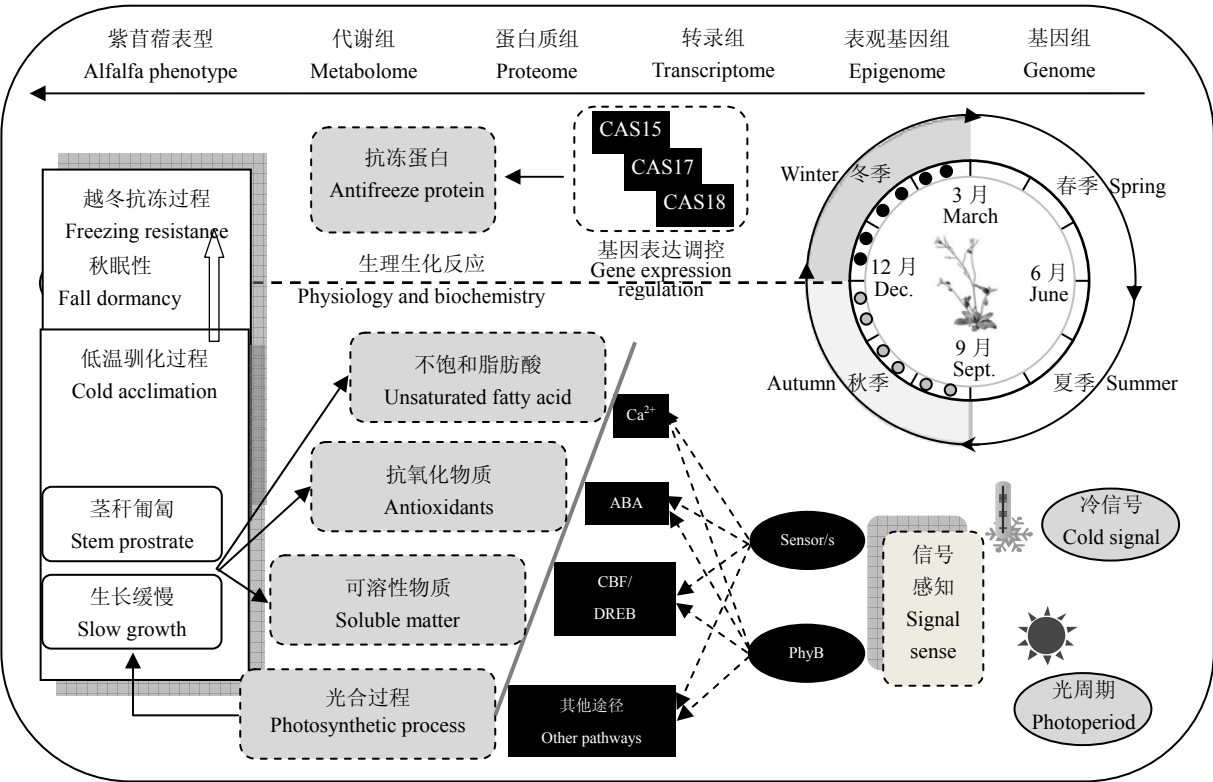 紫苜蓿表型
Alfalfa phenotype
代谢组
Metabolome
蛋白质组
Proteome
转录组
Transcriptome
表观基因组
Epigenome
基因组
Genome
越冬抗冻过程
Freezing resistance
秋眠性
Fall dormancy
低温驯化过程
Cold acclimation
茎秆匍匐
Stem prostrate
生长缓慢
Slow growth
抗冻蛋白
Antifreeze protein
CAS15
CAS17
CAS18
基因表达调控
Gene expression
regulation
生理生化反应
Physiology and biochemistry
不饱和脂肪酸
Unsaturated fatty acid
抗氧化物质
Antioxidants
可溶性物质
Soluble matter
光合过程
Photosynthetic process
Ca²⁺
ABA
CBF/
DREB
其他途径
Other pathways
Sensor/s
PhyB
信号
感知
Signal
sense
Winter 冬季
春季 Spring
3 月
March
12 月
Dec.
6 月
June
9 月
Sept.
Autumn 秋季
夏季 Summer
冷信号
Cold signal
光周期
Photoperiod